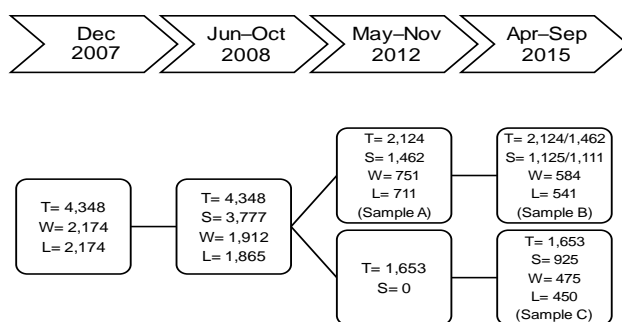 Dec
2007
Jun–Oct
2008
May–Nov
2012
Apr–Sep
2015
T= 4,348
W= 2,174
L= 2,174
T= 4,348
S= 3,777
W= 1,912
L= 1,865
T= 2,124
S= 1,462
W= 751
L= 711
(Sample A)
T= 2,124/1,462
S= 1,125/1,111
W= 584
L= 541
(Sample B)
T= 1,653
S= 0
T= 1,653
S= 925
W= 475
L= 450
(Sample C)